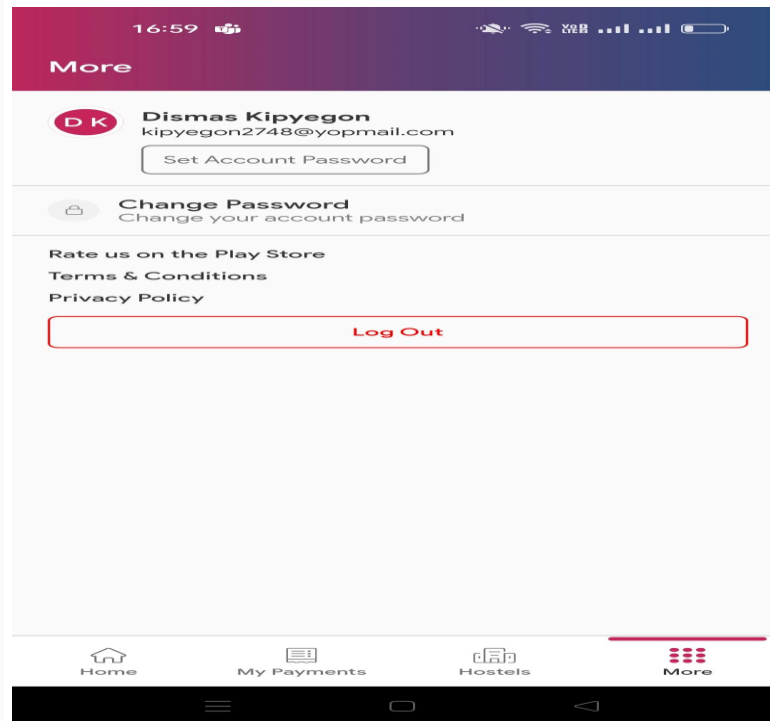 16:59
More
D K
Dismas Kipyegon
kipyegon2748@yopmail.com
Set Account Password
Change Password
Change your account password
Rate us on the Play Store
Terms & Conditions
Privacy Policy
Log Out
Home
My Payments
Hostels
More